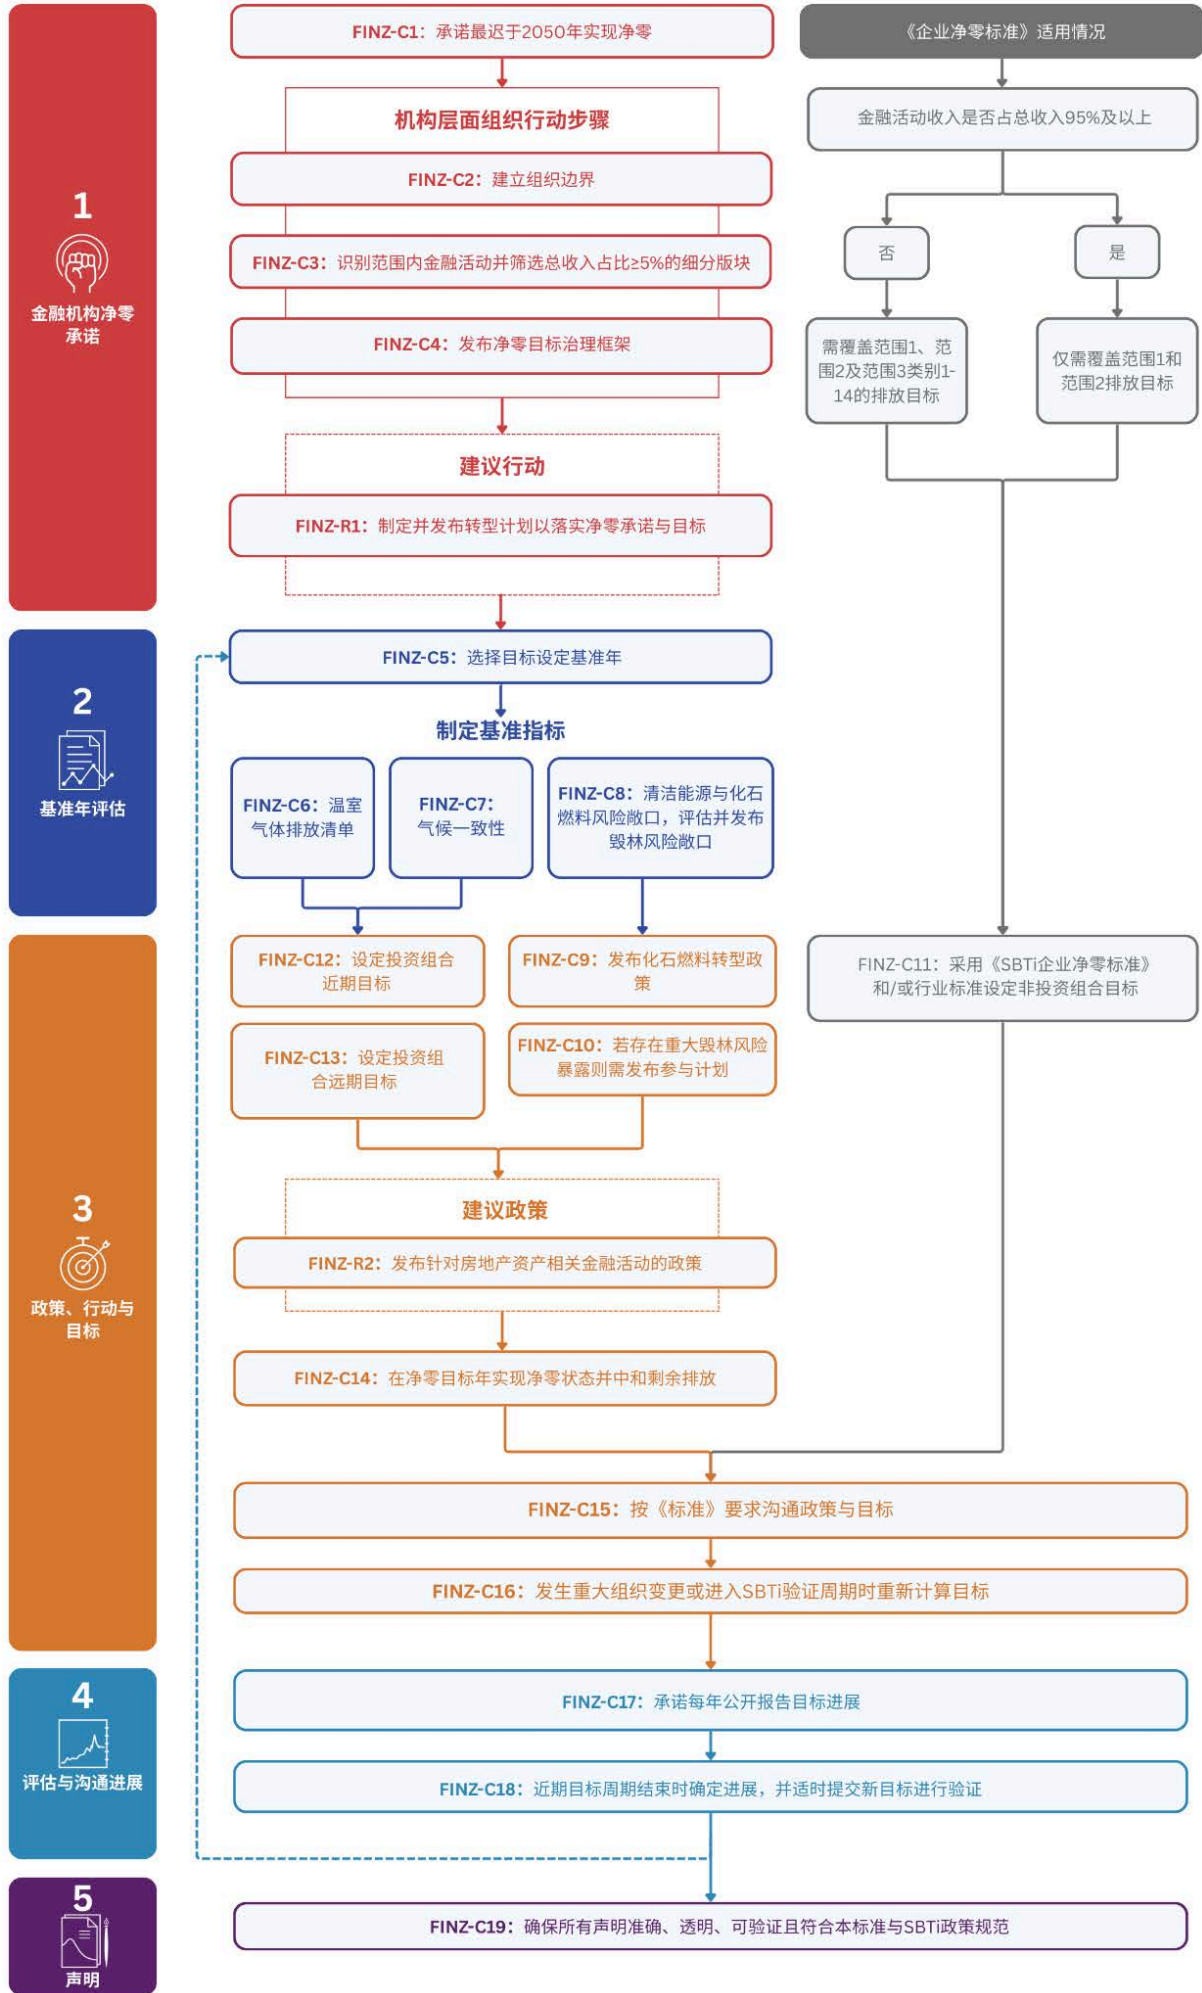 1
金融机构净零
承诺
FINZ-C1：承诺最迟于2050年实现净零
机构层面组织行动步骤
FINZ-C2：建立组织边界
FINZ-C3：识别范围内金融活动并筛选总收入占比≥5%的细分版块
FINZ-C4：发布净零目标治理框架
建议行动
FINZ-R1：制定并发布转型计划以落实净零承诺与目标
《企业净零标准》适用情况
金融活动收入是否占总收入95%及以上
否
是
需覆盖范围1、范
围2及范围3类别1-
14的排放目标
仅需覆盖范围1和
范围2排放目标
2
基准年评估
FINZ-C5：选择目标设定基准年
制定基准指标
FINZ-C6：温室
气体排放清单
FINZ-C7：
气候一致性
FINZ-C8：清洁能源与化石
燃料风险敞口，评估并发布
毁林风险敞口
3
政策、行动与
目标
FINZ-C12：设定投资组合
近期目标
FINZ-C9：发布化石燃料转型政
策
FINZ-C11：采用《SBTi企业净零标准》
和/或行业标准设定非投资组合目标
FINZ-C13：设定投资组
合远期目标
FINZ-C10：若存在重大毁林风险
暴露则需发布参与计划
建议政策
FINZ-R2：发布针对房地产资产相关金融活动的政策
FINZ-C14：在净零目标年实现净零状态并中和剩余排放
FINZ-C15：按《标准》要求沟通政策与目标
FINZ-C16：发生重大组织变更或进入SBTi验证周期时重新计算目标
4
评估与沟通进展
FINZ-C17：承诺每年公开报告目标进展
FINZ-C18：近期目标周期结束时确定进展，并适时提交新目标进行验证
5
声明
FINZ-C19：确保所有声明准确、透明、可验证且符合本标准与SBTi政策规范